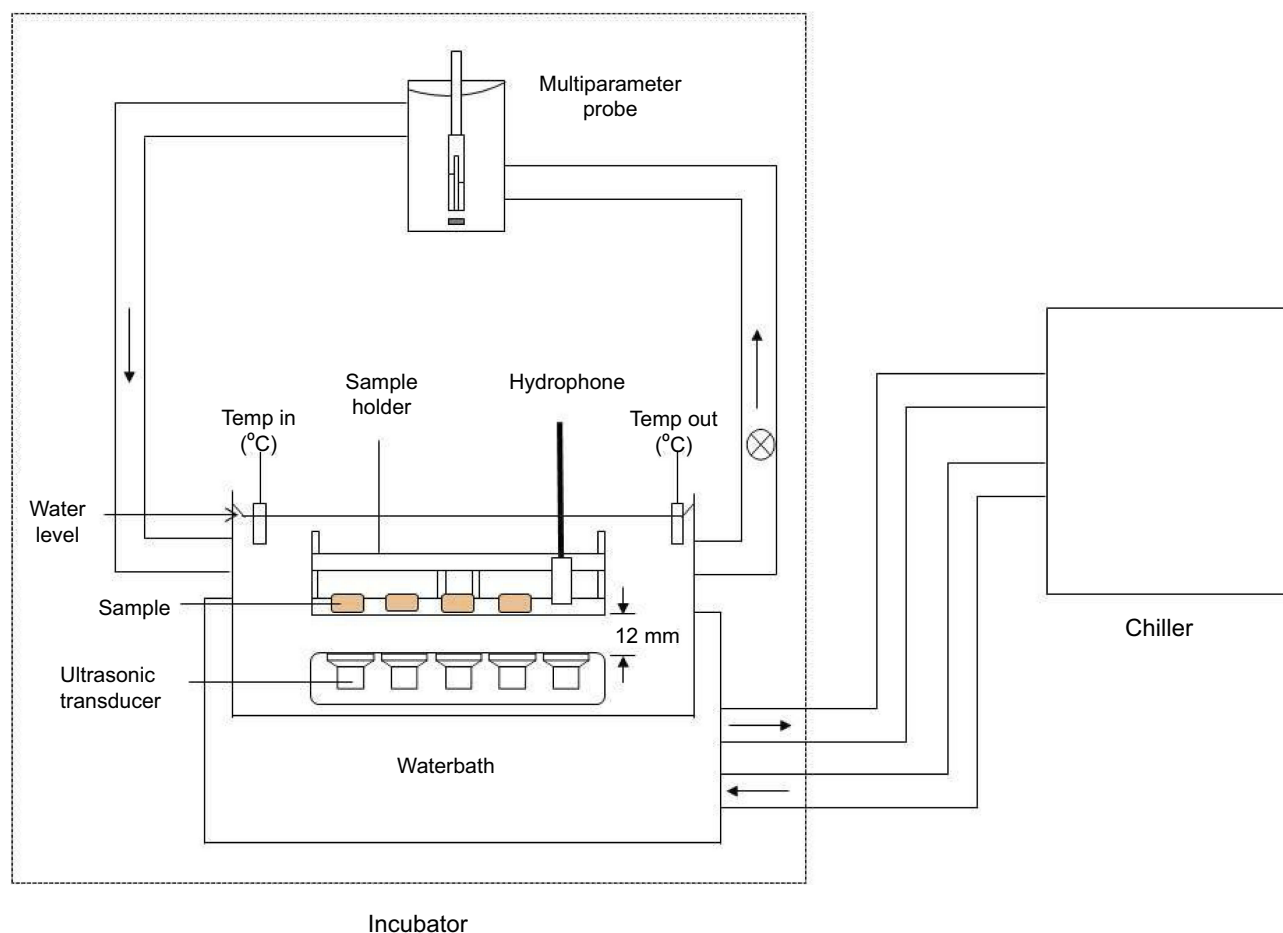 Multiparameter
probe
Sample
holder
Hydrophone
Temp in
(°C)
Temp out
(°C)
Water
level
Sample
12 mm
Chiller
Ultrasonic
transducer
Waterbath
Incubator